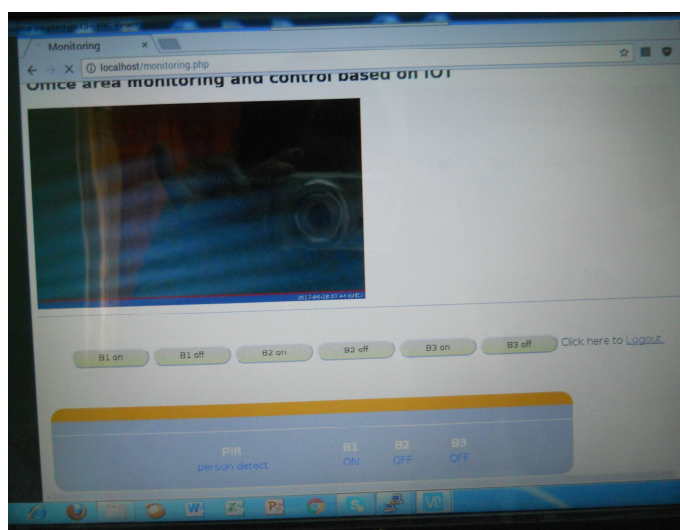 Monitoring ×
localhost/monitoring.php
Office area monitoring and control based on IOT
B1 on B1 off B2 on B2 off B3 on B3 off Click here to Logout.
PIR B1 B2 B3
person detect ON OFF OFF